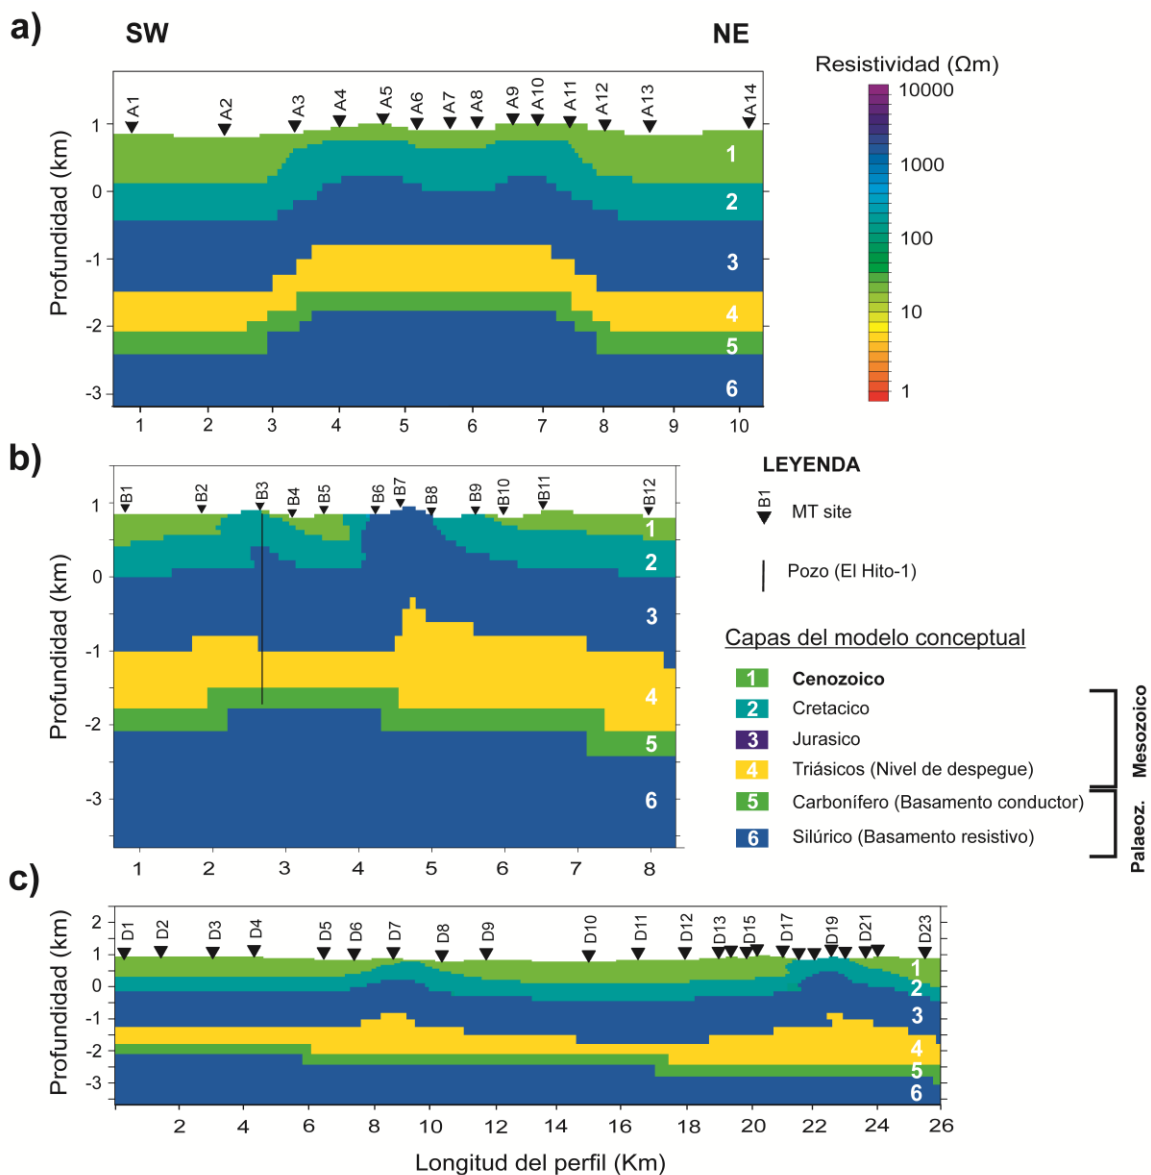 a)
SW
NE
Resistividad (Ωm)
10000
1000
100
10
1
A1
A2
A3
A4
A5
A6
A7
A8
A9
A10
A11
A12
A13
A14
Profundidad (km)
1
0
-1
-2
-3
1
2
3
4
5
6
1 2 3 4 5 6 7 8 9 10
b)
B1
B2
B3
B4
B5
B6
B7
B8
B9
B10
B11
B12
Profundidad (km)
1
0
-1
-2
-3
1
2
3
4
5
6
1 2 3 4 5 6 7 8
LEYENDA
B1
MT site
Pozo (El Hito-1)
Capas del modelo conceptual
1 Cenozoico
2 Cretacico
3 Jurasico
4 Triásicos (Nivel de despegue)
5 Carbonífero (Basamento conductor)
6 Silúrico (Basamento resistivo)
Mesozoico
Palaeoz.
c)
D1
D2
D3
D4
D5
D6
D7
D8
D9
D10
D11
D12
D13
D15
D17
D19
D21
D23
Profundidad (km)
2
1
0
-1
-2
-3
1
2
3
4
5
6
2 4 6 8 10 12 14 16 18 20 22 24 26
Longitud del perfil (Km)